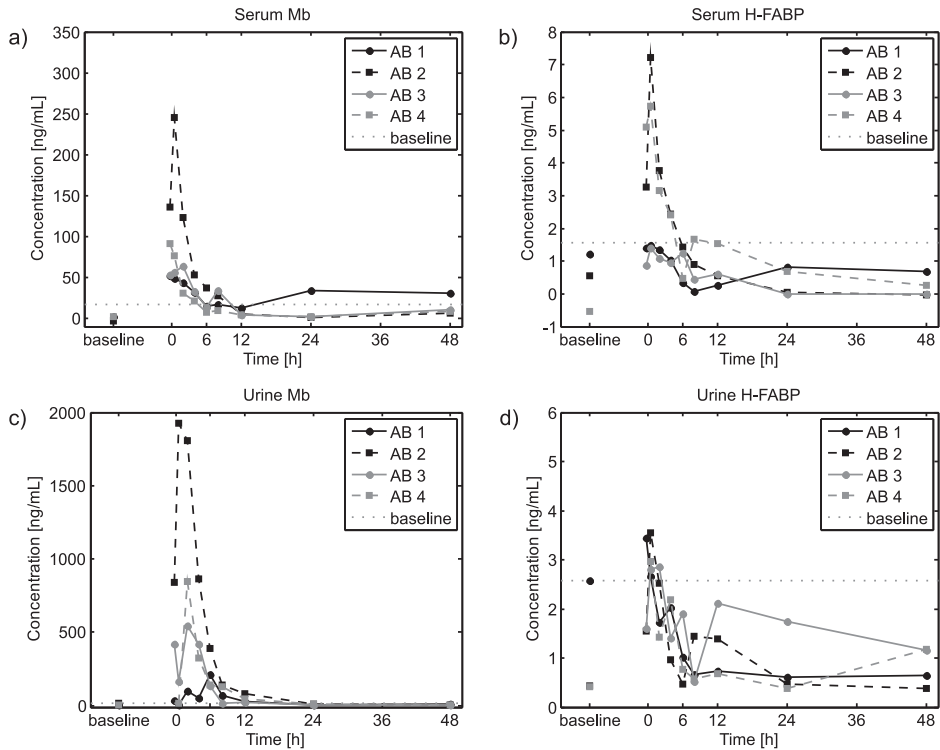 Serum Mb
a)
350
300
250
200
150
100
50
0
Concentration [ng/mL]
AB 1
AB 2
AB 3
AB 4
baseline
baseline 0 6 12 24 36 48
Time [h]
Serum H-FABP
b)
8
7
6
5
4
3
2
1
0
-1
Concentration [ng/mL]
AB 1
AB 2
AB 3
AB 4
baseline
baseline 0 6 12 24 36 48
Time [h]
Urine Mb
c)
2000
1500
1000
500
0
Concentration [ng/mL]
AB 1
AB 2
AB 3
AB 4
baseline
baseline 0 6 12 24 36 48
Time [h]
Urine H-FABP
d)
6
5
4
3
2
1
0
Concentration [ng/mL]
AB 1
AB 2
AB 3
AB 4
baseline
baseline 0 6 12 24 36 48
Time [h]